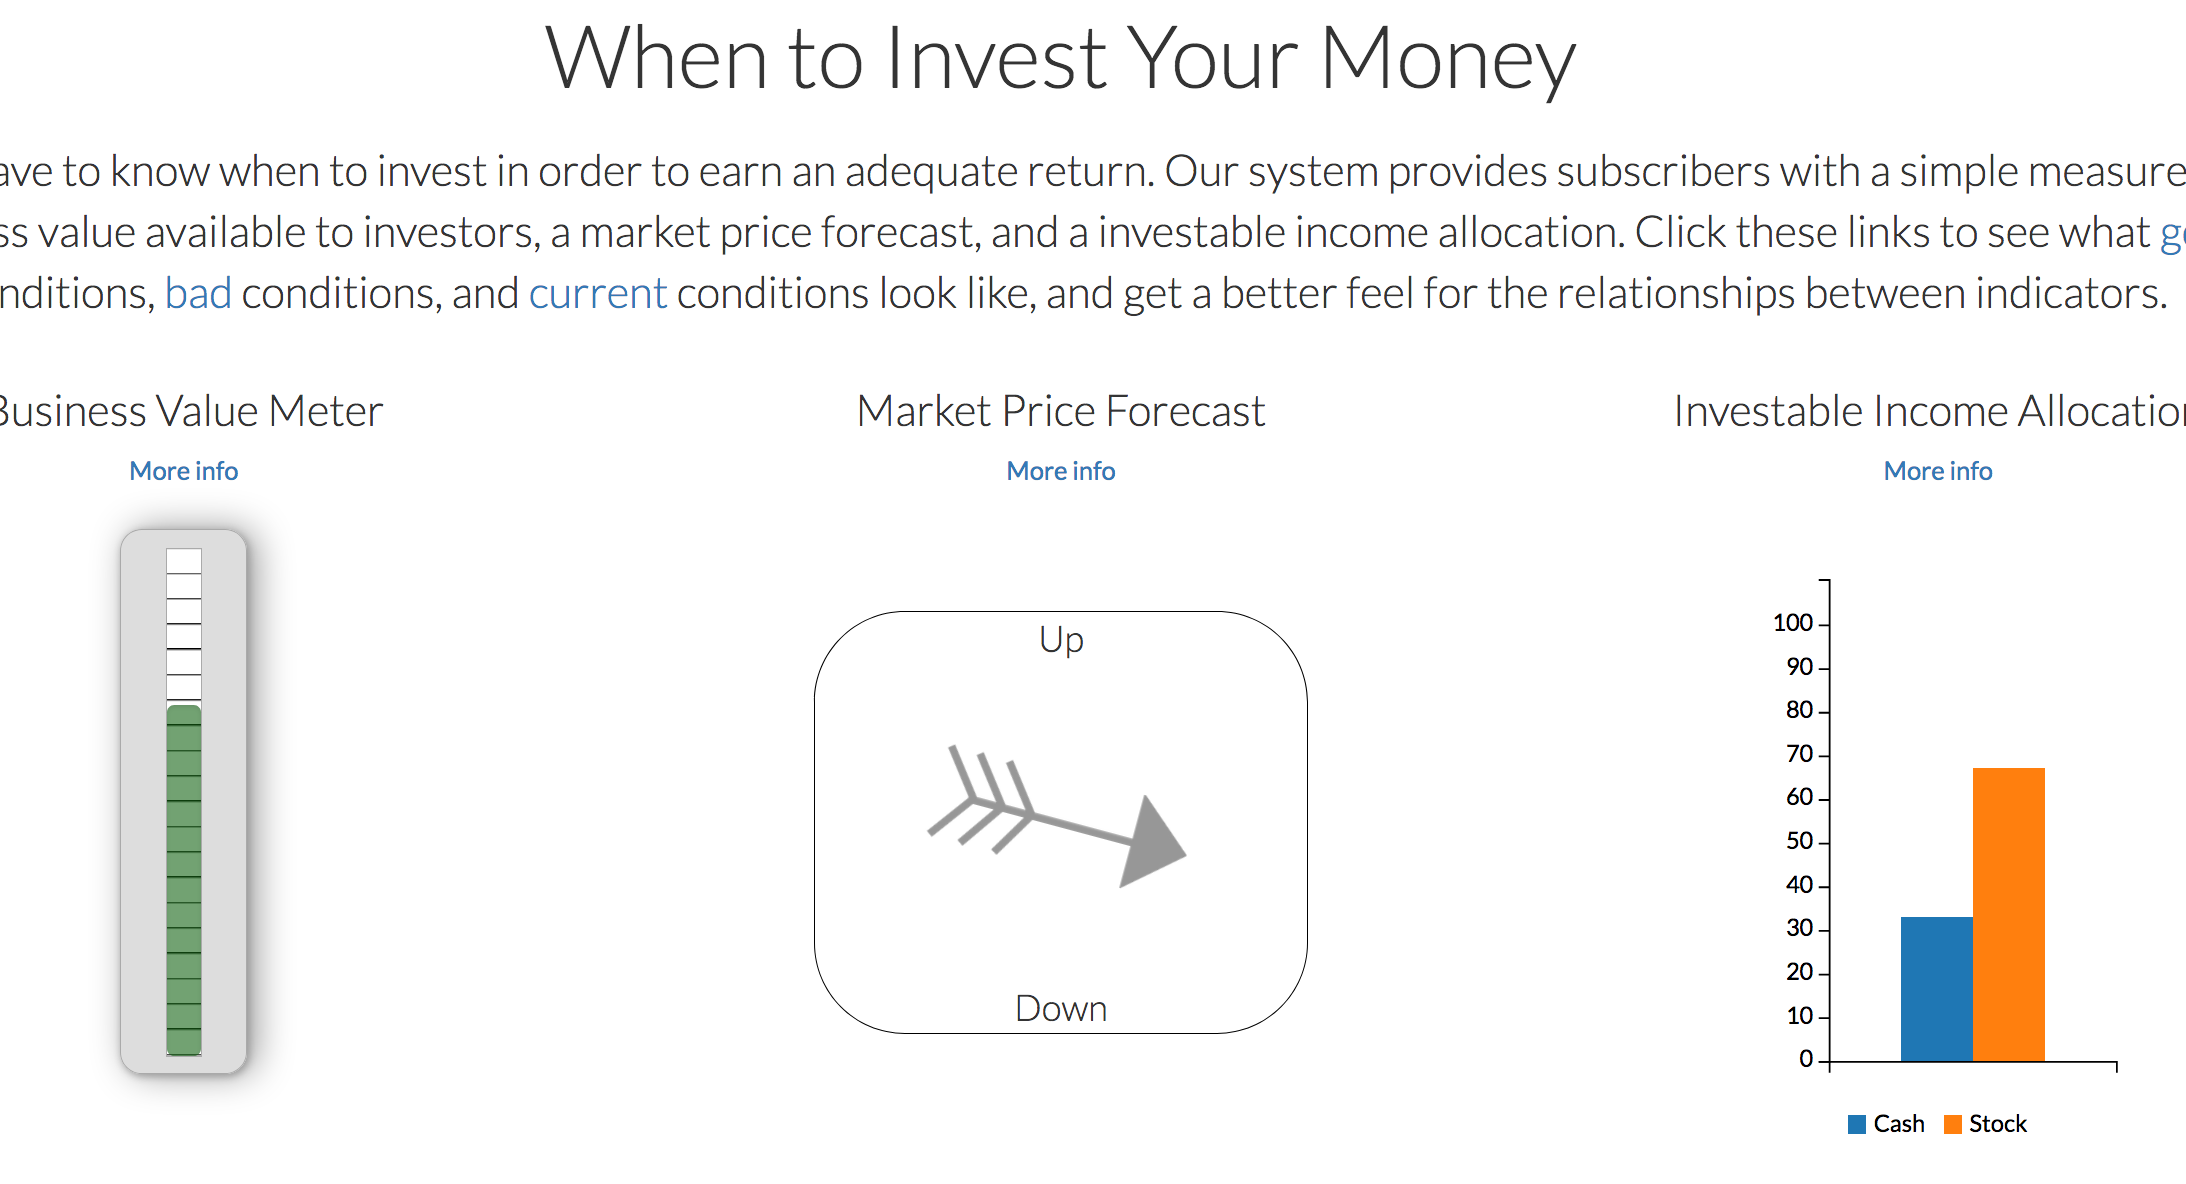 When to Invest Your Money
ave to know when to invest in order to earn an adequate return. Our system provides subscribers with a simple measure
ss value available to investors, a market price forecast, and a investable income allocation. Click these links to see what
nditions, bad conditions, and current conditions look like, and get a better feel for the relationships between indicators.
Business Value Meter
More info
Market Price Forecast
More info
Up
Down
Investable Income Allocation
More info
100
90
80
70
60
50
40
30
20
10
0
Cash
Stock